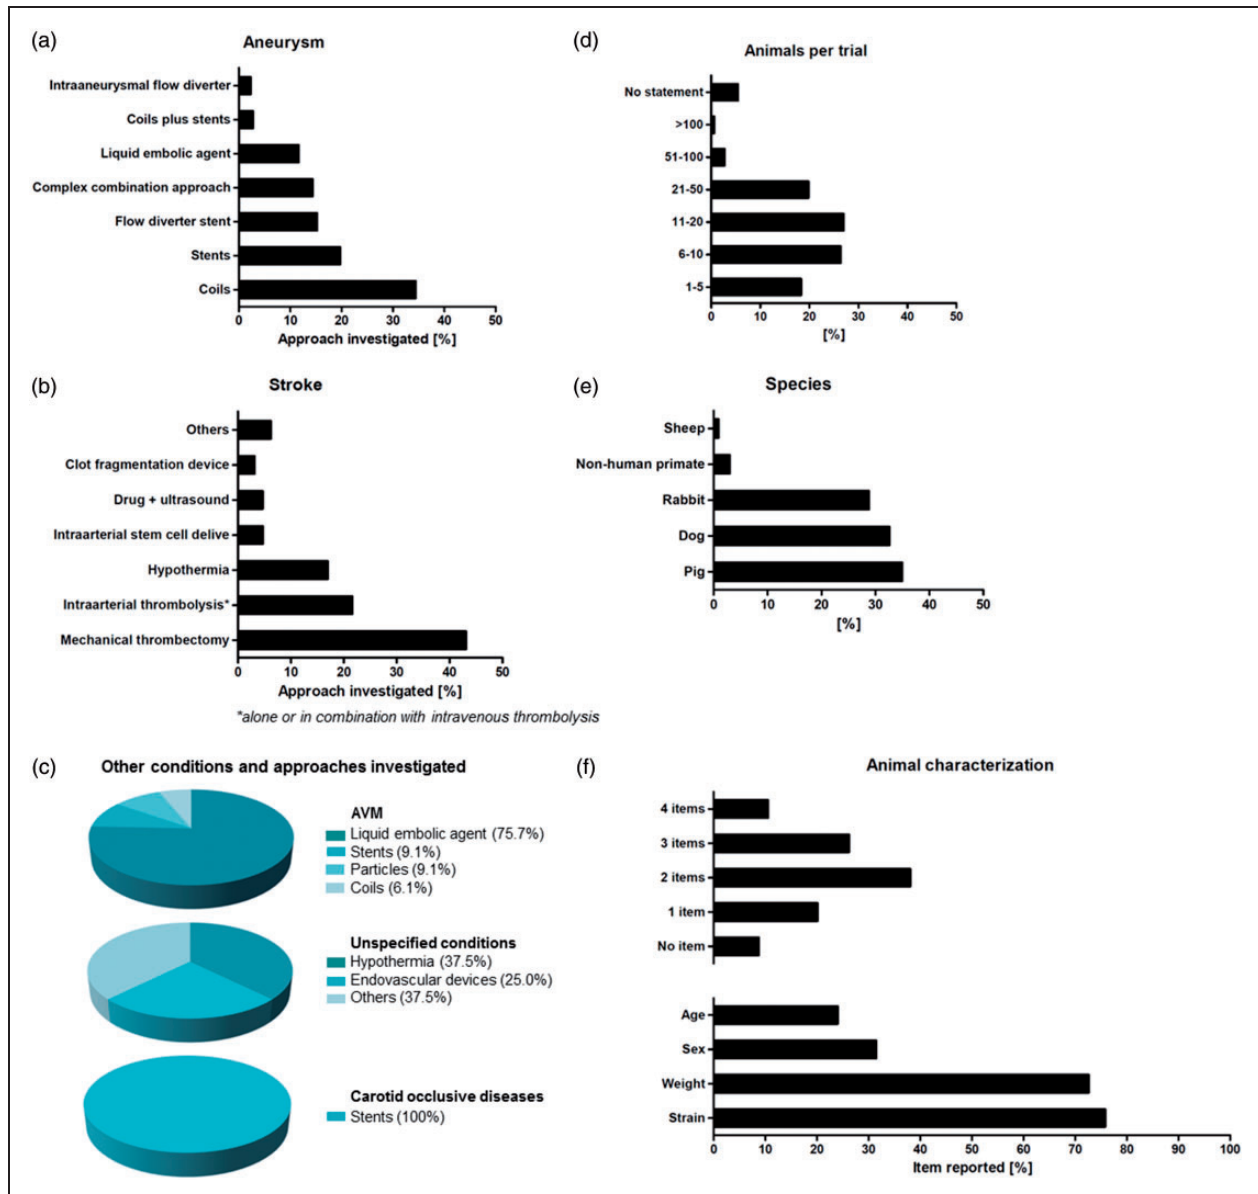 (a)
Aneurysm
Intraaneurysmal flow diverter
Coils plus stents
Liquid embolic agent
Complex combination approach
Flow diverter stent
Stents
Coils
0 10 20 30 40 50
Approach investigated [%]
(b)
Stroke
Others
Clot fragmentation device
Drug + ultrasound
Intraarterial stem cell delive
Hypothermia
Intraarterial thrombolysis*
Mechanical thrombectomy
0 10 20 30 40 50
Approach investigated [%]
*alone or in combination with intravenous thrombolysis
(c)
Other conditions and approaches investigated
AVM
Liquid embolic agent (75.7%)
Stents (9.1%)
Particles (9.1%)
Coils (6.1%)
Unspecified conditions
Hypothermia (37.5%)
Endovascular devices (25.0%)
Others (37.5%)
Carotid occlusive diseases
Stents (100%)
(d)
Animals per trial
No statement
>100
51-100
21-50
11-20
6-10
1-5
0 10 20 30 40 50
[%]
(e)
Species
Sheep
Non-human primate
Rabbit
Dog
Pig
0 10 20 30 40 50
[%]
(f)
Animal characterization
4 items
3 items
2 items
1 item
No item
Age
Sex
Weight
Strain
0 10 20 30 40 50 60 70 80 90 100
Item reported [%]